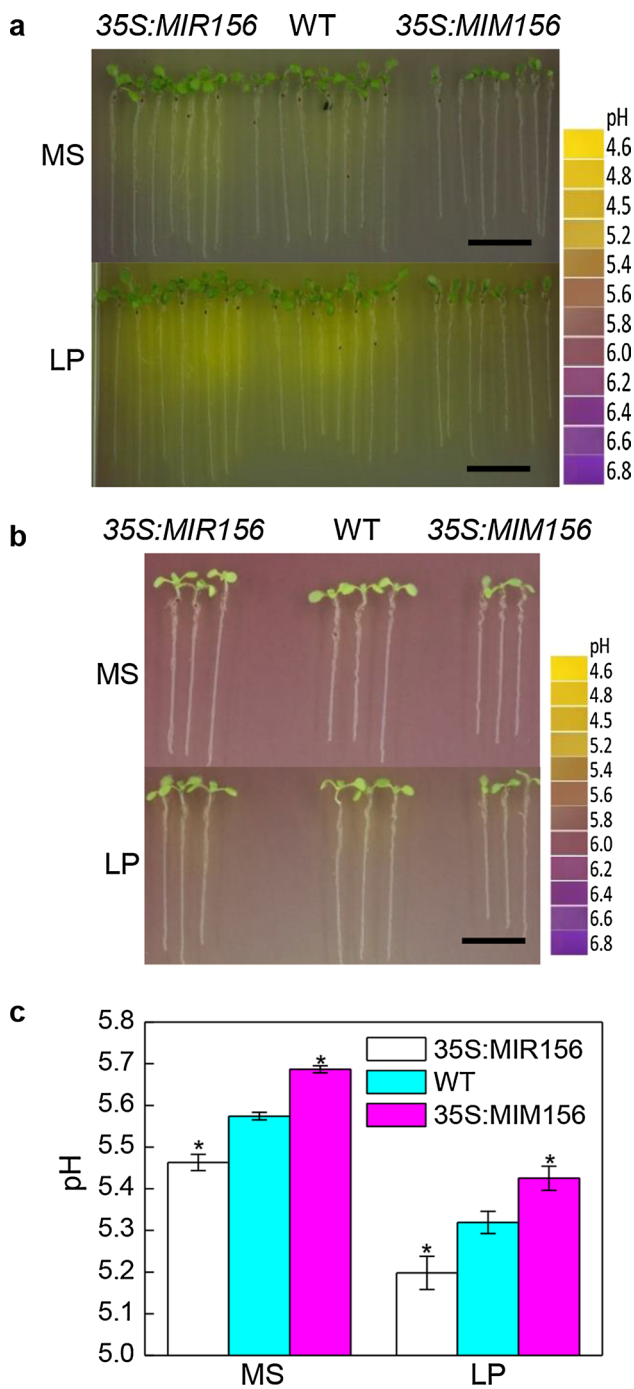 a
35S:MIR156 WT 35S:MIM156
MS
LP
pH
4.6
4.8
4.5
5.2
5.4
5.6
5.8
6.0
6.2
6.4
6.6
6.8
b
35S:MIR156 WT 35S:MIM156
MS
LP
pH
4.6
4.8
4.5
5.2
5.4
5.6
5.8
6.0
6.2
6.4
6.6
6.8
c
pH
5.8
5.7
5.6
5.5
5.4
5.3
5.2
5.1
5.0
35S:MIR156
WT
35S:MIM156
* * * *
MS LP